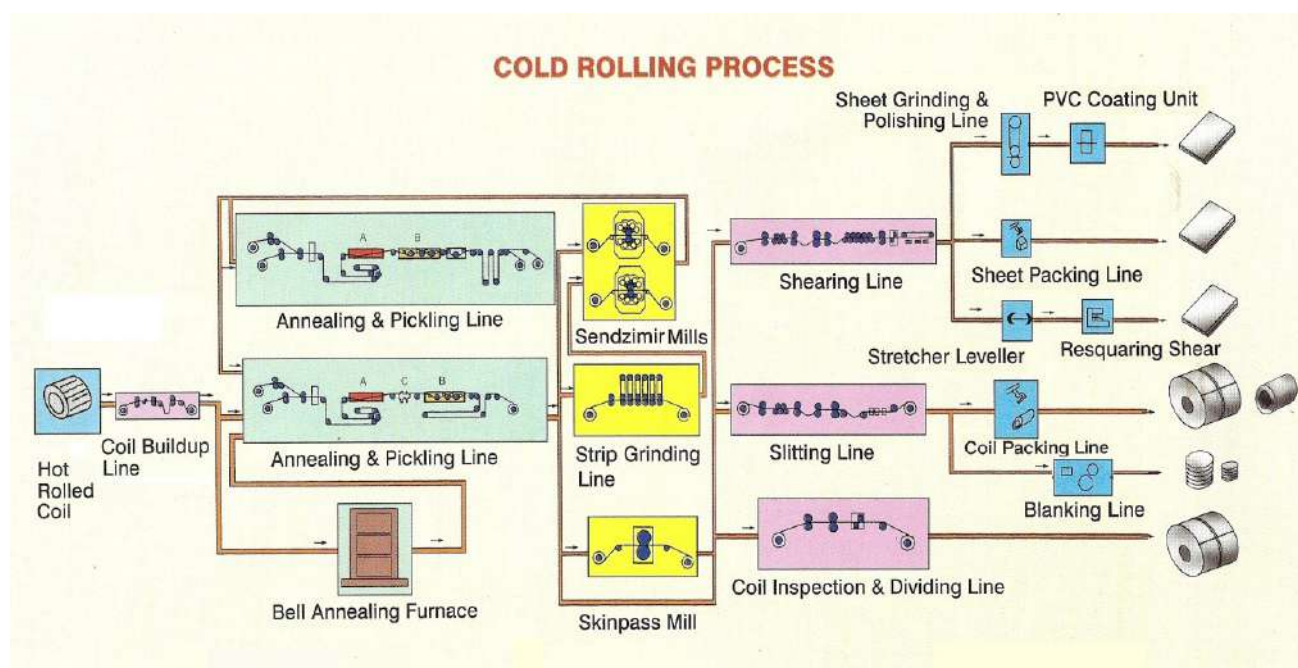 COLD ROLLING PROCESS
Sheet Grinding &
Polishing Line
PVC Coating Unit
A
B
Annealing & Pickling Line
Sendzimir Mills
Shearing Line
Sheet Packing Line
Stretcher Leveller
Resquaring Shear
Hot
Rolled
Coil
Coil Buildup
Line
A
C
B
Annealing & Pickling Line
Strip Grinding
Line
Slitting Line
Coil Packing Line
Blanking Line
Bell Annealing Furnace
Skinpass Mill
Coil Inspection & Dividing Line